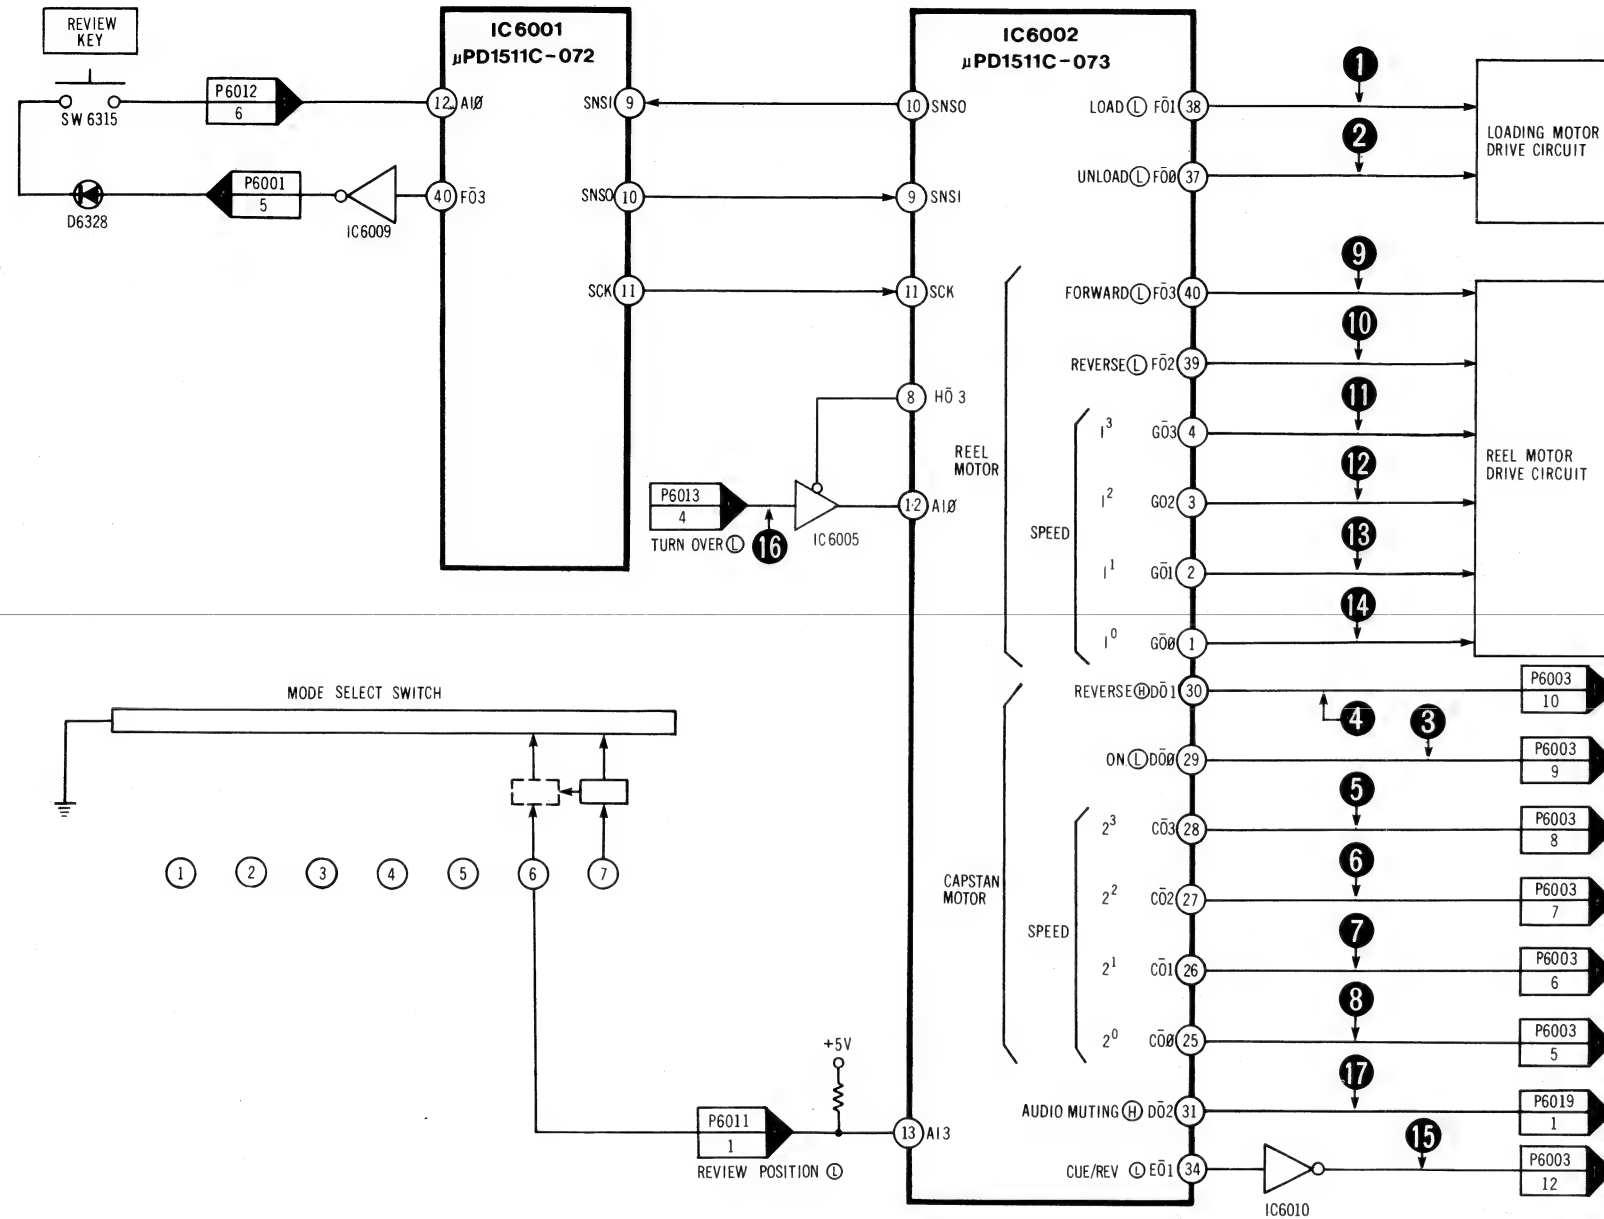 REVIEW
KEY
SW 6315
P6012
6
P6001
5
D6328
IC6009
IC6001
µPD1511C-072
12 AIØ
40 FŌ3
SNSI 9
SNSO 10
SCK 11
IC6002
µPD1511C-073
10 SNSO
9 SNSI
11 SCK
8 HŌ 3
12 AIØ
13 AI3
P6013
4
TURN OVER Ⓛ
16
IC6005
LOAD Ⓛ FŌ1 38
UNLOAD Ⓛ FŌØ 37
FORWARD Ⓛ FŌ3 40
REVERSE Ⓛ FŌ2 39
REEL
MOTOR
SPEED
1³ GŌ3 4
1² GO2 3
1¹ GŌ1 2
1⁰ GŌØ 1
1
2
LOADING MOTOR
DRIVE CIRCUIT
9
10
11
12
13
14
REEL MOTOR
DRIVE CIRCUIT
REVERSE Ⓗ DŌ1 30
ON Ⓛ DŌØ 29
CAPSTAN
MOTOR
SPEED
2³ CŌ3 28
2² CŌ2 27
2¹ CŌ1 26
2⁰ CŌØ 25
AUDIO MUTING Ⓗ DŌ2 31
CUE/REV Ⓛ EŌ1 34
4
3
5
6
7
8
17
15
IC6010
P6003
10
P6003
9
P6003
8
P6003
7
P6003
6
P6003
5
P6019
1
P6003
12
MODE SELECT SWITCH
1 2 3 4 5 6 7
+5V
P6011
1
REVIEW POSITION Ⓛ